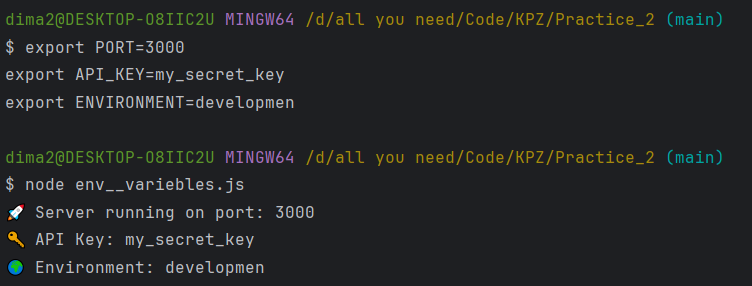 dima2@DESKTOP-O8IIC2U MINGW64 /d/all you need/Code/KPZ/Practice_2 (main)
$ export PORT=3000
export API_KEY=my_secret_key
export ENVIRONMENT=developmen
dima2@DESKTOP-O8IIC2U MINGW64 /d/all you need/Code/KPZ/Practice_2 (main)
$ node env__variebles.js
🚀 Server running on port: 3000
🔑 API Key: my_secret_key
🌍 Environment: developmen